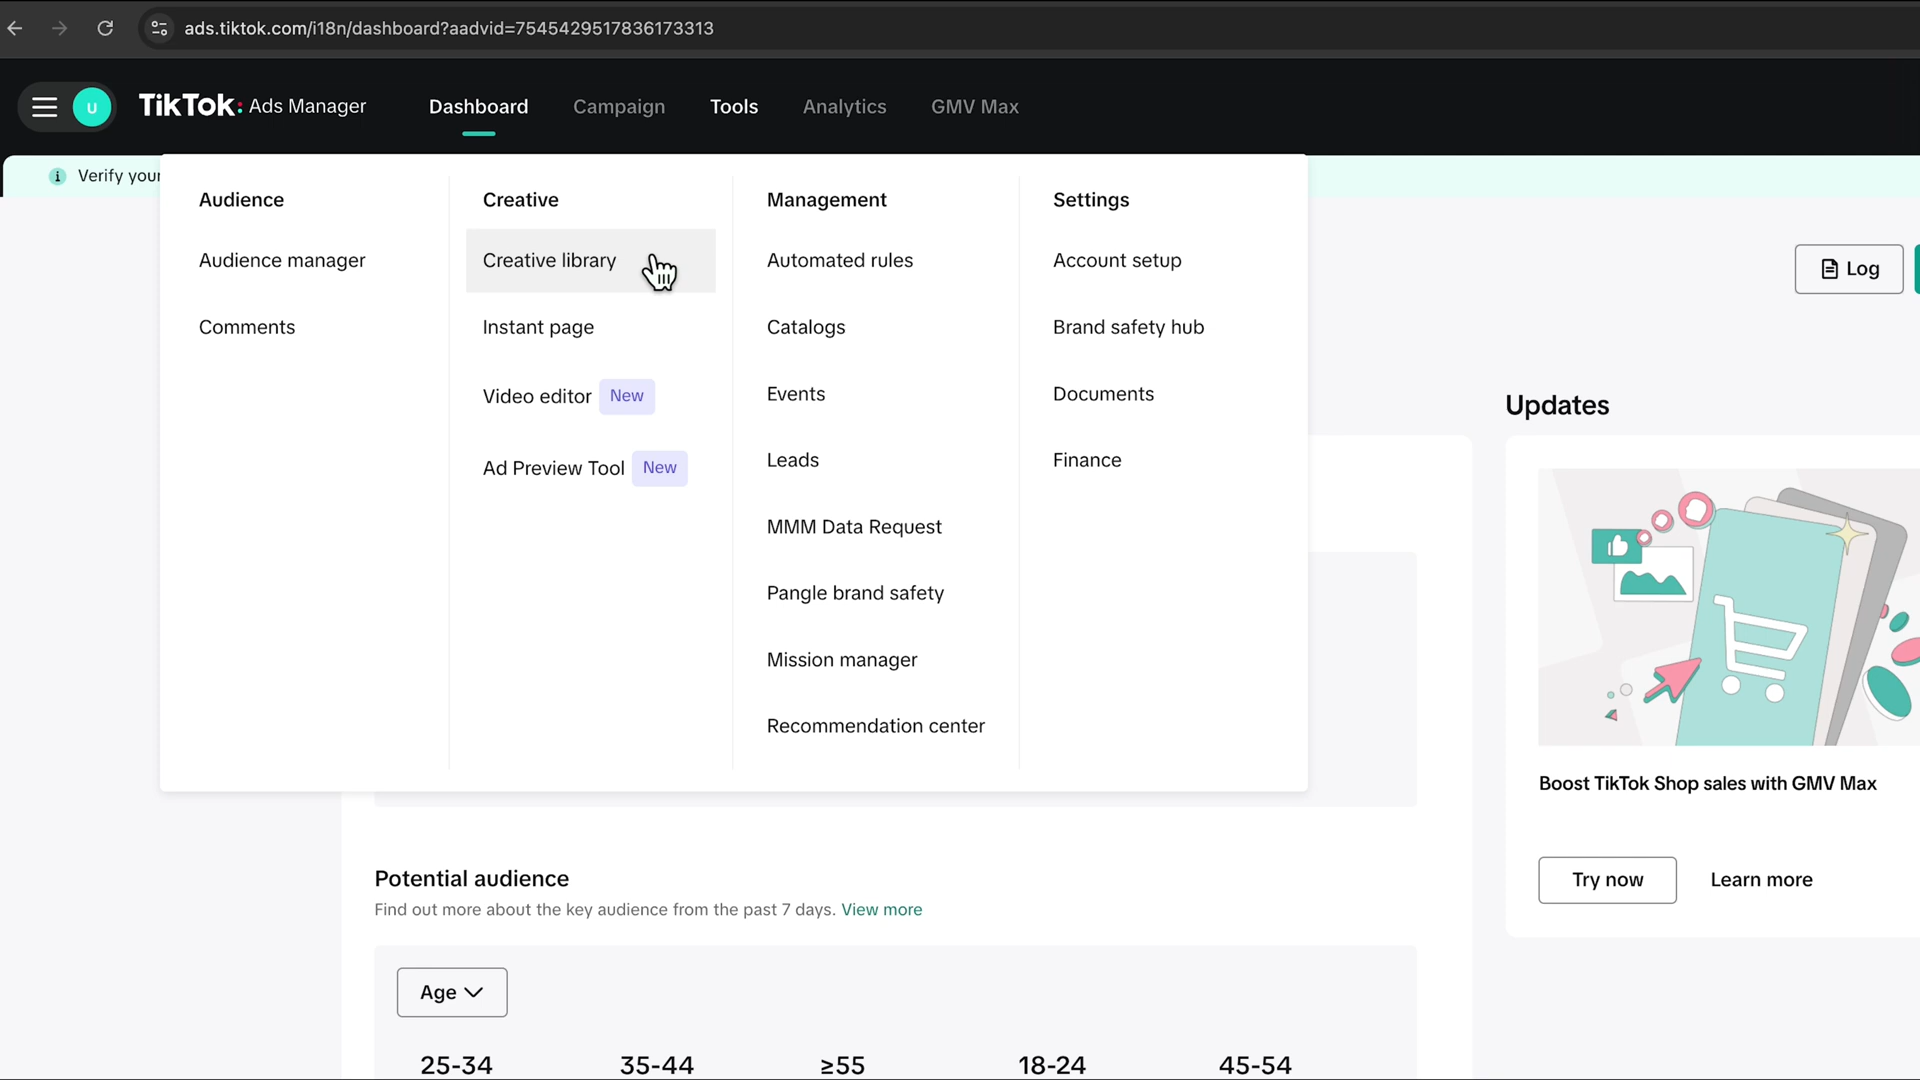 ads.tiktok.com/i18n/dashboard?aadvid=7545429517836173313
U
TikTok: Ads Manager
Dashboard
Campaign
Tools
Analytics
GMV Max
Verify your
Audience
Audience manager
Comments
Creative
Creative library
Instant page
Video editor New
Ad Preview Tool New
Management
Automated rules
Catalogs
Events
Leads
MMM Data Request
Pangle brand safety
Mission manager
Recommendation center
Settings
Account setup
Brand safety hub
Documents
Finance
Log
Updates
Boost TikTok Shop sales with GMV Max
Try now
Learn more
Potential audience
Find out more about the key audience from the past 7 days. View more
Age
25-34
35-44
≥55
18-24
45-54